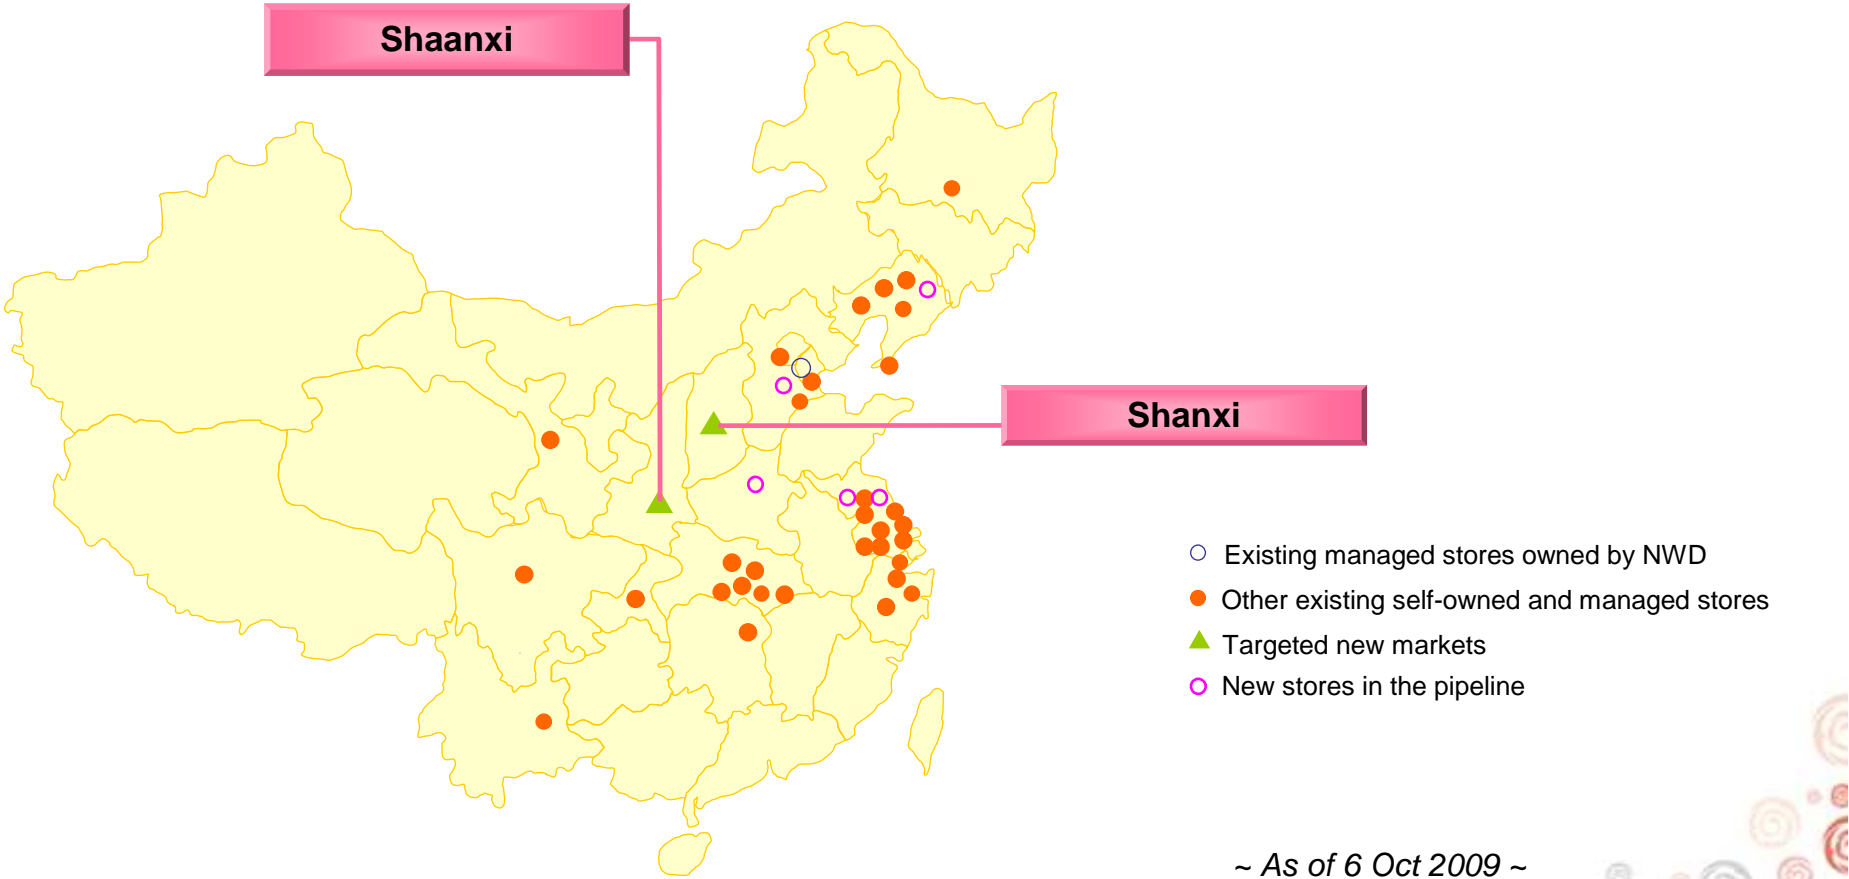 Shaanxi
Shanxi
Existing managed stores owned by NWD
Other existing self-owned and managed stores
Targeted new markets
New stores in the pipeline
~ As of 6 Oct 2009 ~